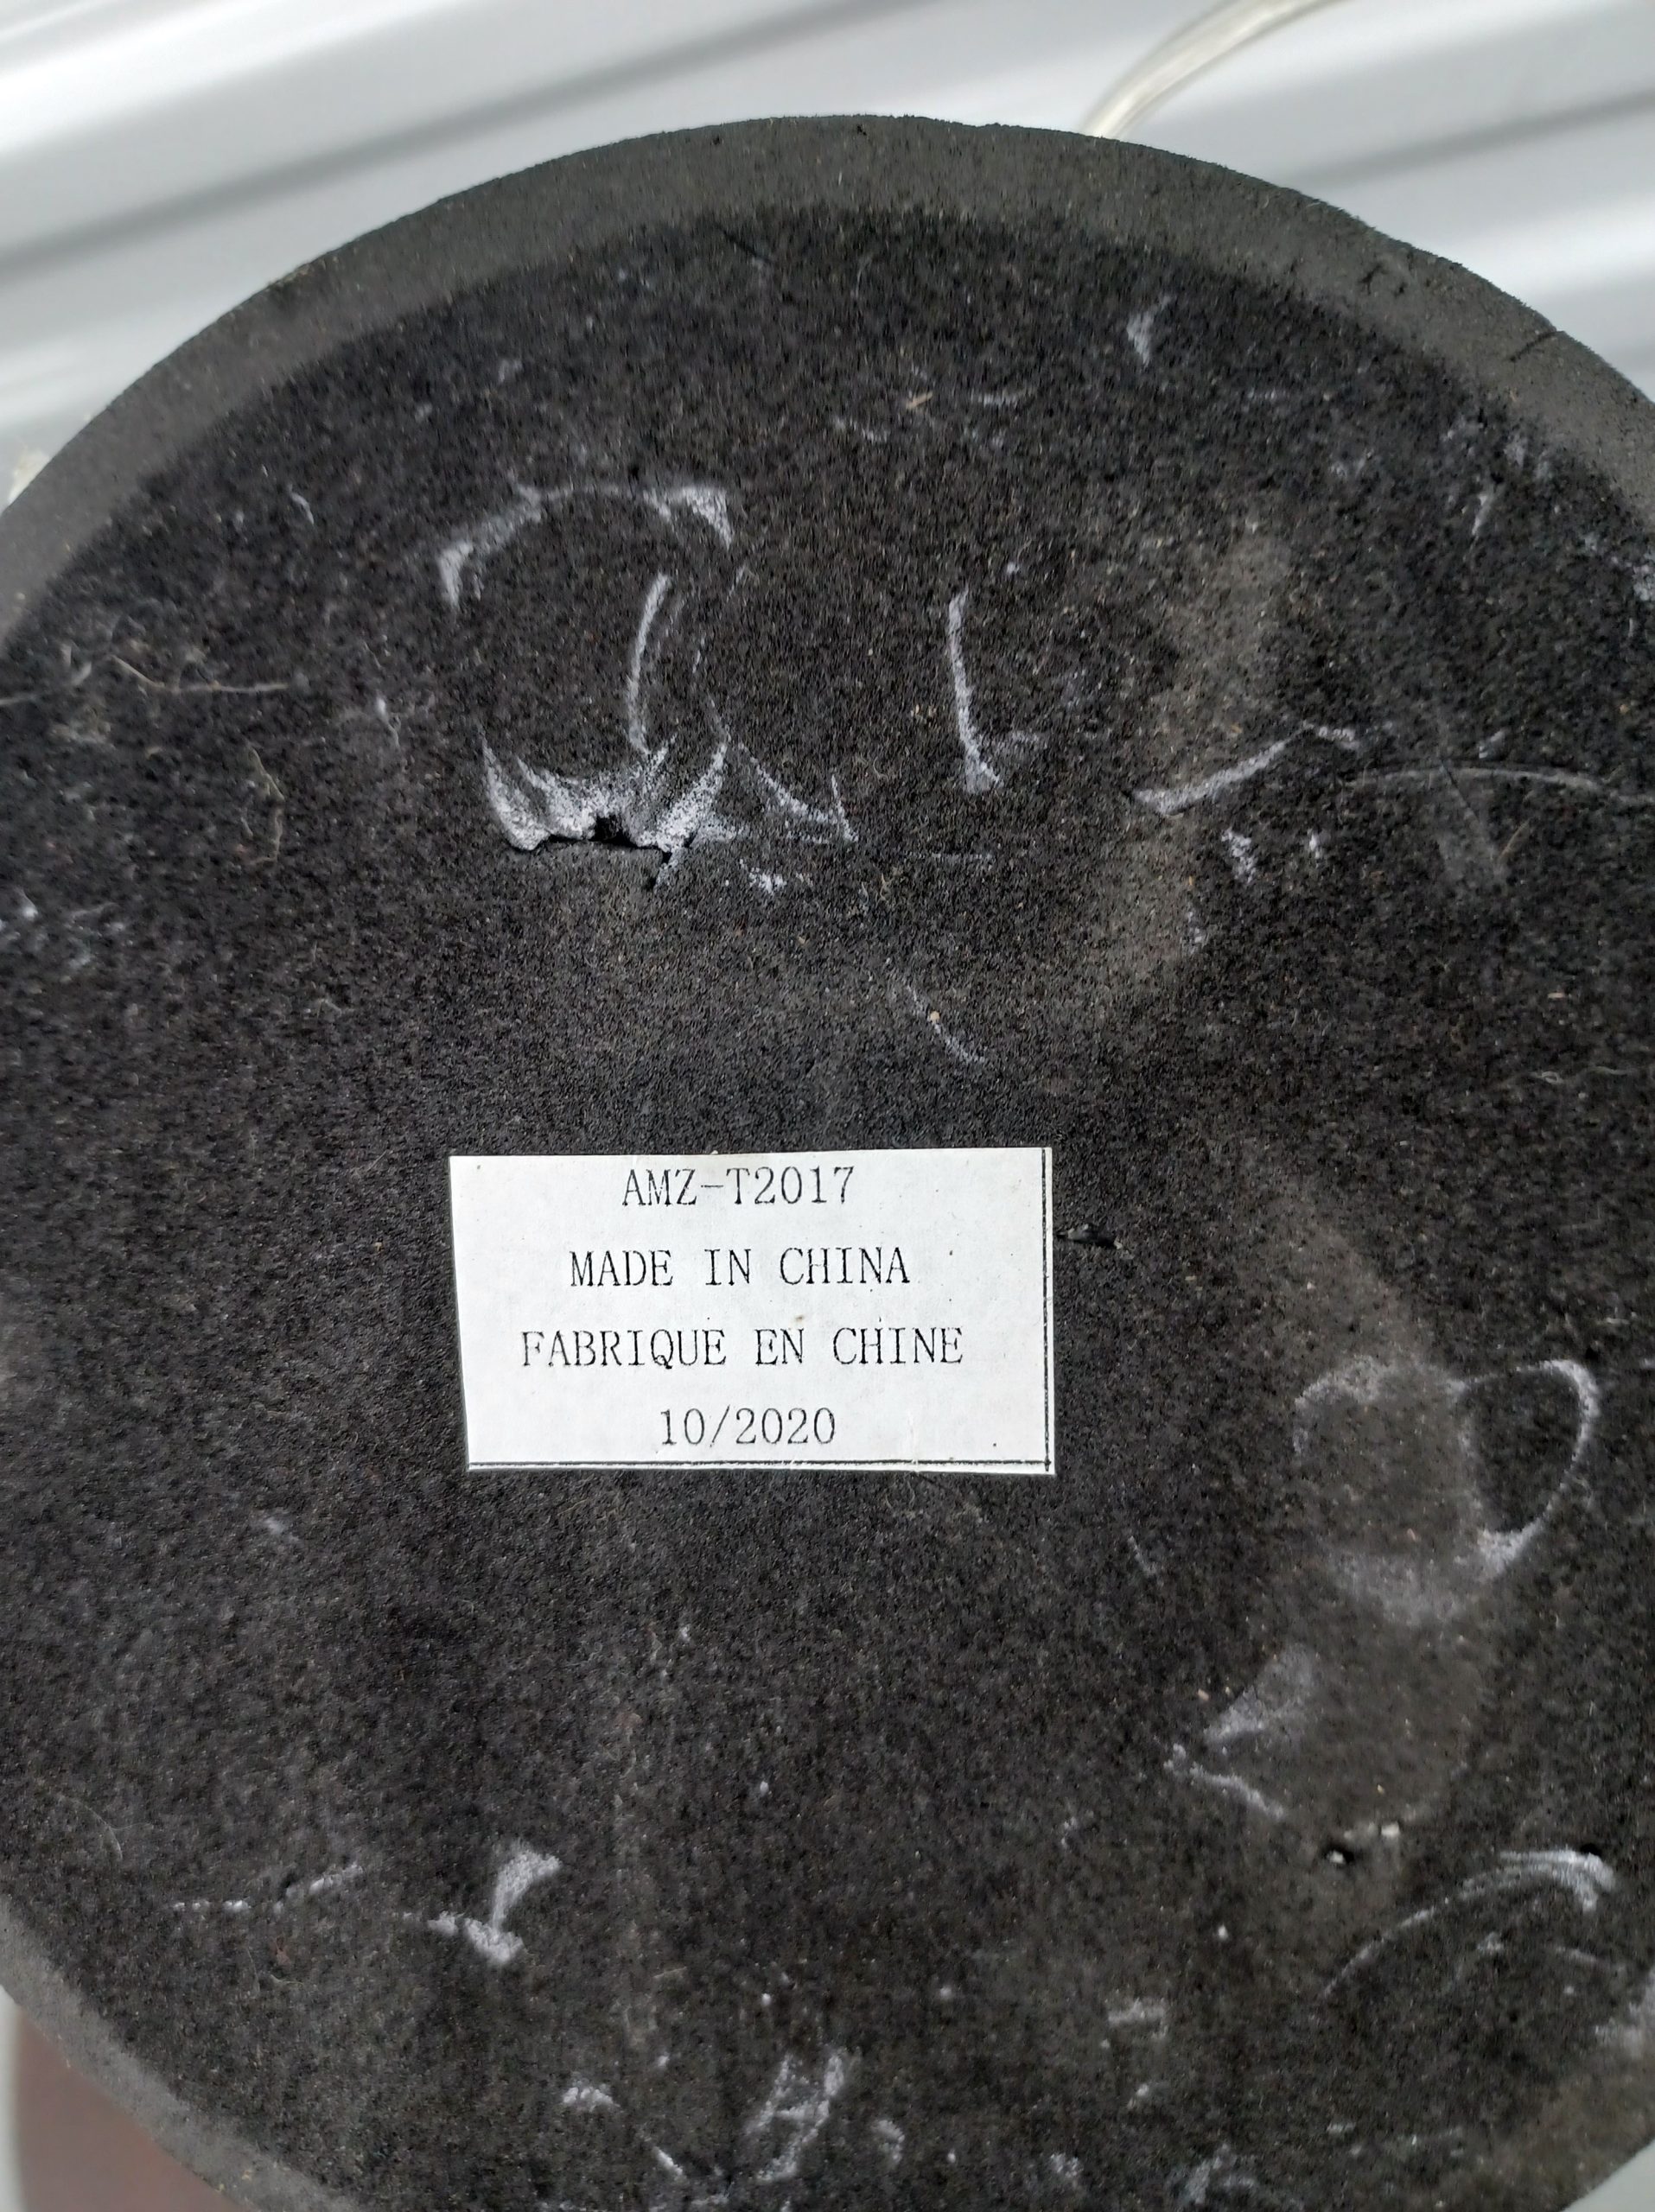 AMZ-T2017
MADE IN CHINA
FABRIQUE EN CHINE
10/2020